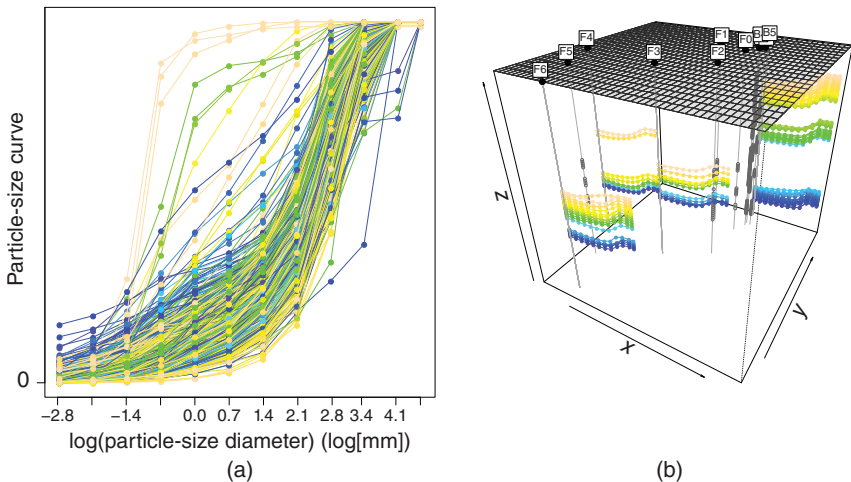 Particle-size curve
0
−2.8 −1.4 0.0 0.7 1.4 2.1 2.8 3.4 4.1
log(particle-size diameter) (log[mm])
(a)
F6
F5
F4
F3
F1
F2
F0
B5
z
x
y
(b)